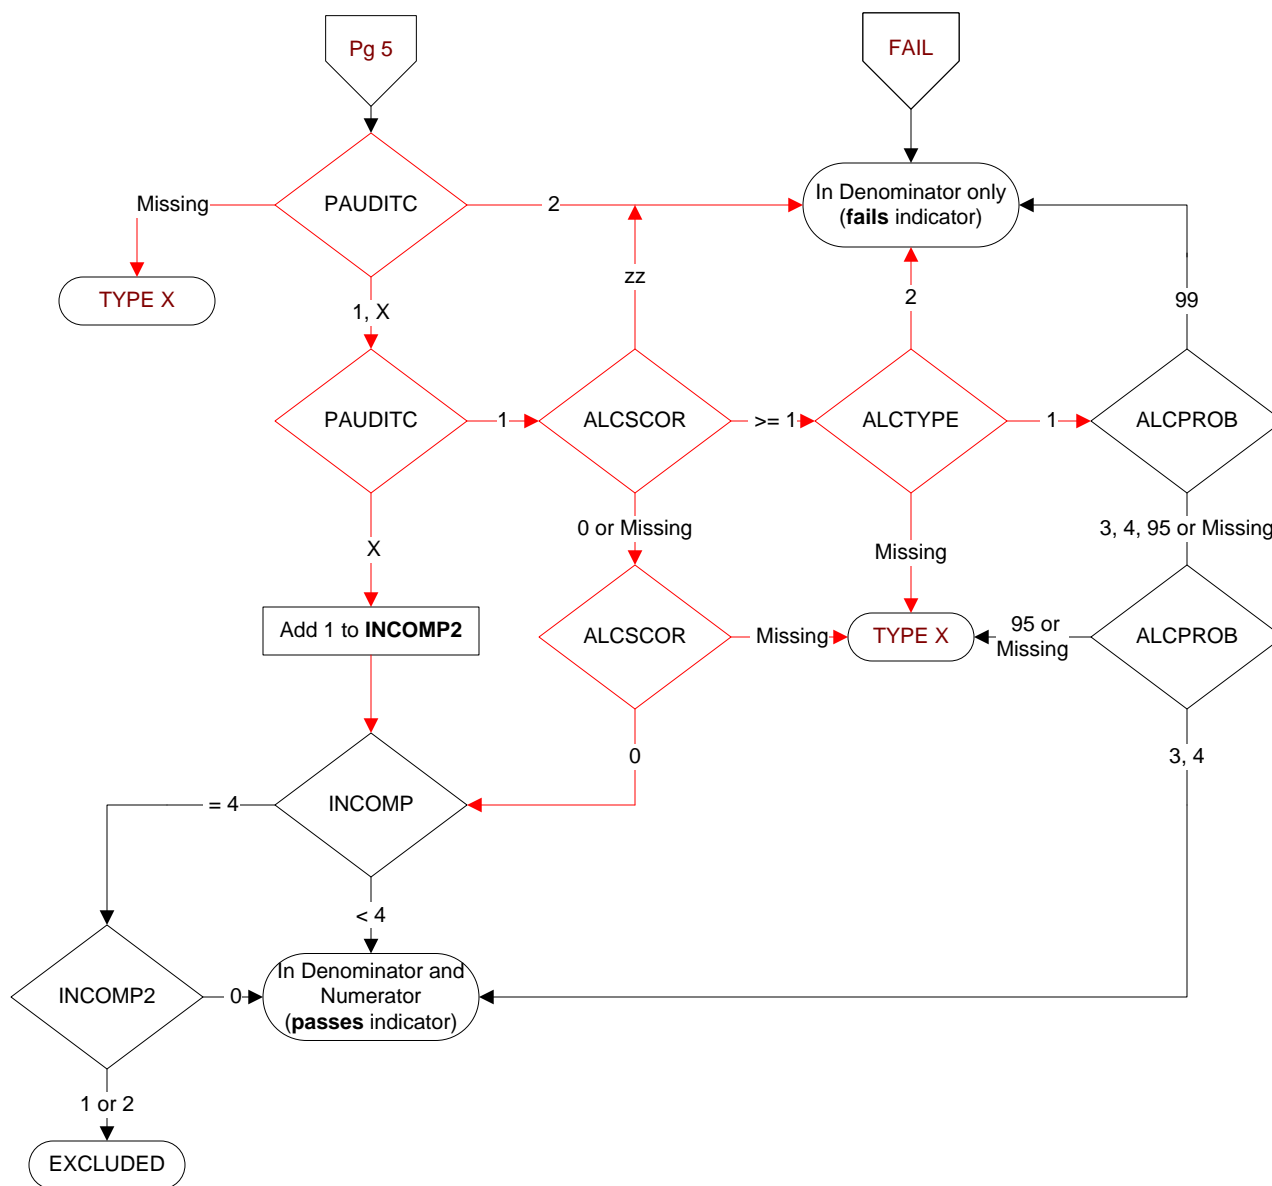 Pg 5
FAIL
Missing
PAUDITC
2
In Denominator only
(fails indicator)
TYPE X
zz
2
99
1, X
PAUDITC
1
ALCSCOR
>= 1
ALCTYPE
1
ALCPROB
X
0 or Missing
Missing
3, 4, 95 or Missing
Add 1 to INCOMP2
ALCSCOR
Missing
TYPE X
95 or
Missing
ALCPROB
0
3, 4
= 4
INCOMP
< 4
INCOMP2
0
In Denominator and
Numerator
(passes indicator)
1 or 2
EXCLUDED